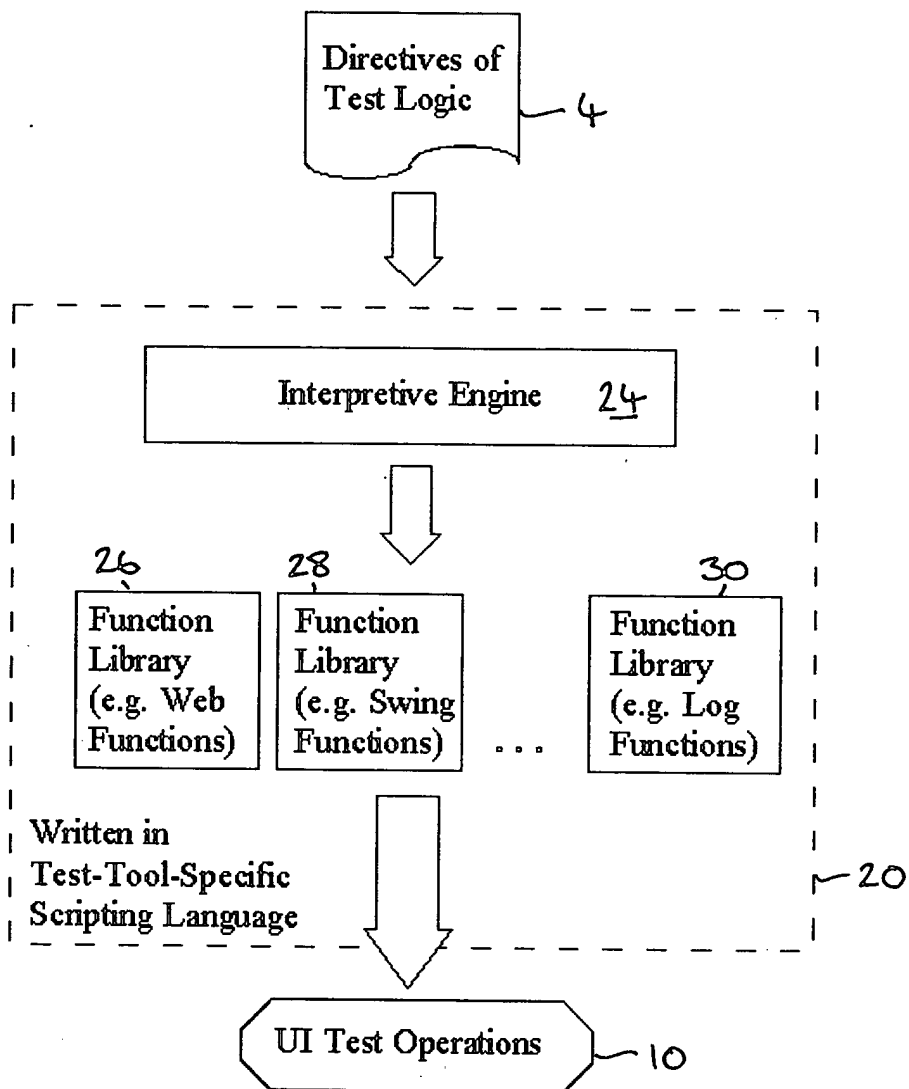 Directives of
Test Logic
4
Interpretive Engine 24
26
28
30
Function
Library
(e.g. Web
Functions)
Function
Library
(e.g. Swing
Functions)
...
Function
Library
(e.g. Log
Functions)
Written in
Test-Tool-Specific
Scripting Language
20
UI Test Operations
10